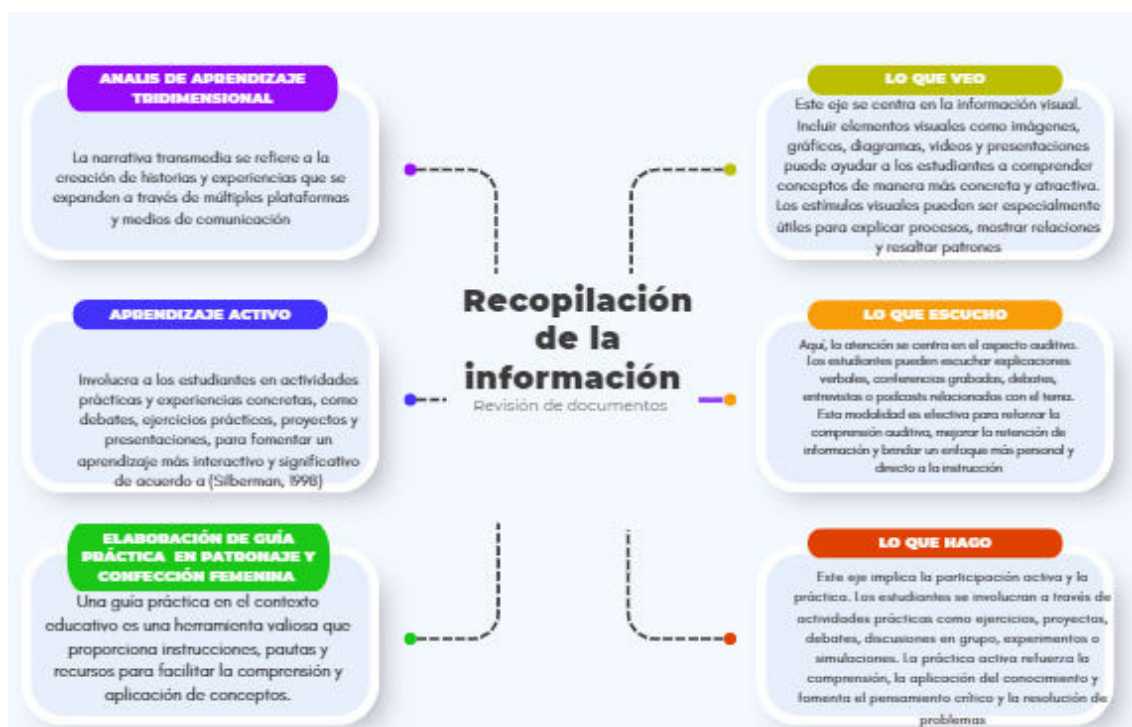 ANALIS DE APRENDIZAJE
TRIDIMENSIONAL
La narrativa transmedia se refiere a la
creación de historias y experiencias que se
expanden a través de múltiples plataformas
y medios de comunicación
APRENDIZAJE ACTIVO
Involucra a los estudiantes en actividades
prácticas y experiencias concretas, como
debates, ejercicios prácticos, proyectos y
presentaciones, para fomentar un
aprendizaje más interactivo y significativo
de acuerdo a (Silberman, 1998)
ELABORACIÓN DE GUÍA
PRÁCTICA EN PATRONAJE Y
CONFECCIÓN FEMENINA
Una guía práctica en el contexto
educativo es una herramienta valiosa que
proporciona instrucciones, pautas y
recursos para facilitar la comprensión y
aplicación de conceptos.
Recopilación
de la
información
Revisión de documentos
LO QUE VEO
Este eje se centra en la información visual.
Incluir elementos visuales como imágenes,
gráficos, diagramas, videos y presentaciones
puede ayudar a los estudiantes a comprender
conceptos de manera más concreta y atractiva.
Los estímulos visuales pueden ser especialmente
útiles para explicar procesos, mostrar relaciones
y resaltar patrones
LO QUE ESCUCHO
Aquí, la atención se centra en el aspecto auditivo.
Los estudiantes pueden escuchar explicaciones
verbales, conferencias grabadas, debates,
entrevistas o podcasts relacionados con el tema.
Esta modalidad es efectiva para reforzar la
comprensión auditiva, mejorar la retención de
información y brindar un enfoque más personal y
directo a la instrucción
LO QUE HAGO
Este eje implica la participación activa y la
práctica. Los estudiantes se involucran a través de
actividades prácticas como ejercicios, proyectos,
debates, discusiones en grupo, experimentos o
simulaciones. La práctica activa refuerza la
comprensión, la aplicación del conocimiento y
fomenta el pensamiento crítico y la resolución de
problemas